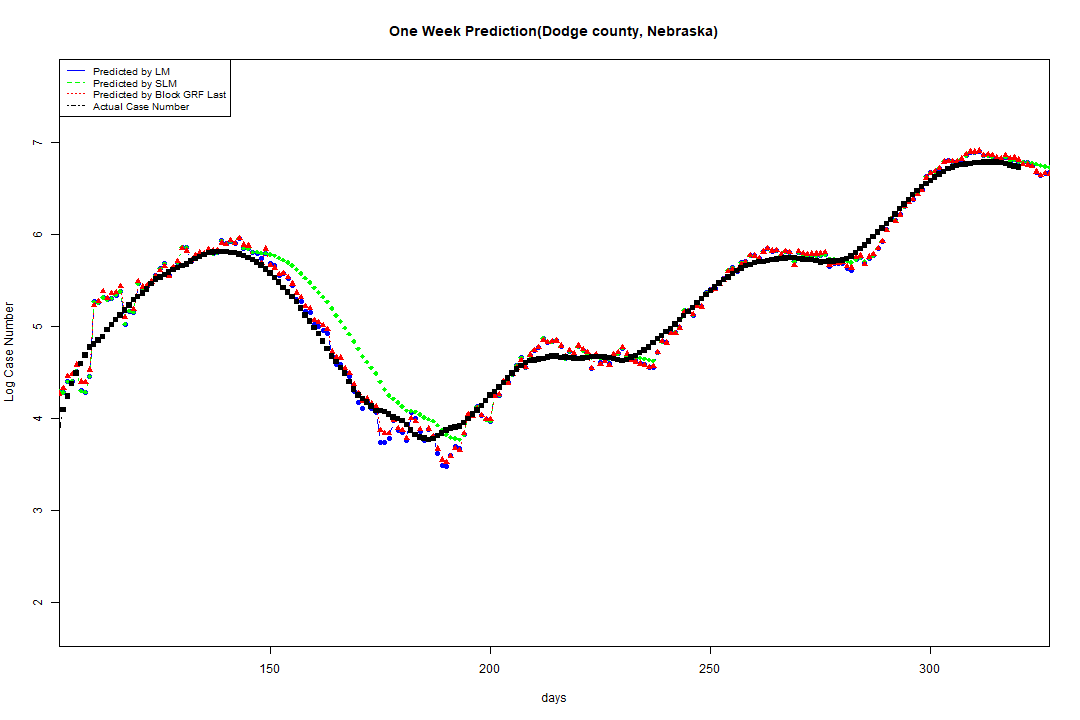 One Week Prediction(Dodge county, Nebraska)
Predicted by LM
Predicted by SLM
Predicted by Block GRF Last
Actual Case Number
7
6
5
4
3
2
Log Case Number
150
200
250
300
days